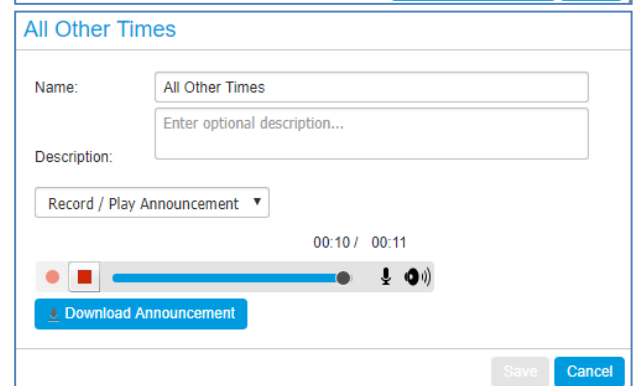 All Other Times
Name: All Other Times
Enter optional description...
Description:
Record / Play Announcement
00:10 / 00:11
Download Announcement
Save Cancel